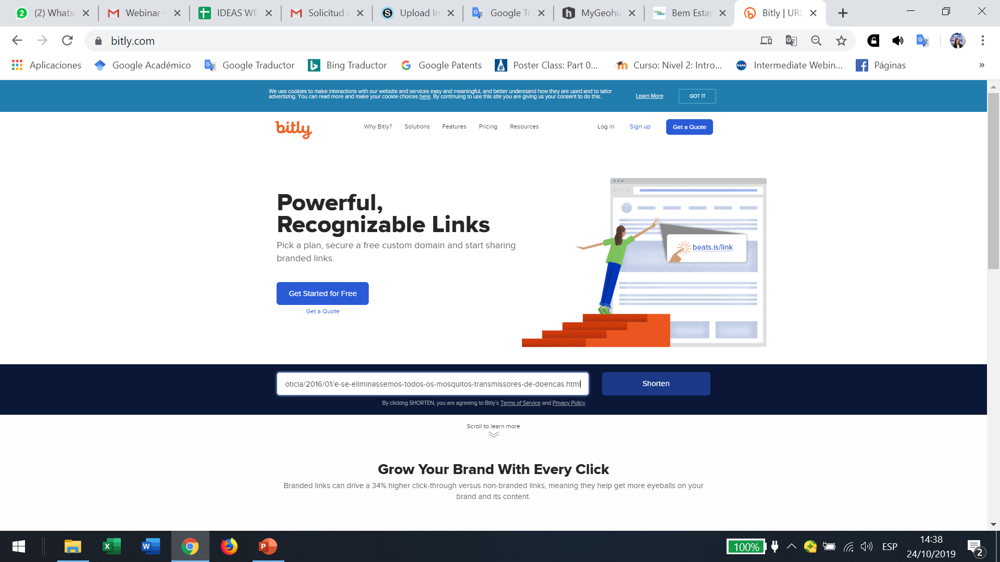 (2) Whats
Webinar -
IDEAS WE
Solicitud
Upload In
Google Tr
MyGeohu
Bem Estar
Bitly | URL
bitly.com
Aplicaciones
Google Académico
Google Traductor
Bing Traductor
Google Patents
Poster Class: Part 0...
Curso: Nivel 2: Intro...
Intermediate Webin...
Páginas
»
We use cookies to make interactions with our website and services easy and meaningful, and better understand how they are used and to tailor
advertising. You can read more and make your cookie choices here. By continuing to use this site you are giving us your consent to do this.
Learn More
GOT IT
bitly
Why Bitly?
Solutions
Features
Pricing
Resources
Log in
Sign up
Get a Quote
Powerful,
Recognizable Links
Pick a plan, secure a free custom domain and start sharing
branded links.
Get Started for Free
Get a Quote
beats.is/link
oticia/2016/01/e-se-eliminassemos-todos-os-mosquitos-transmissores-de-doencas.html
Shorten
By clicking SHORTEN, you are agreeing to Bitly's Terms of Service and Privacy Policy
Scroll to learn more
Grow Your Brand With Every Click
Branded links can drive a 34% higher click-through versus non-branded links, meaning they help get more eyeballs on your
brand and its content.
100%
ESP
14:38
24/10/2019
2